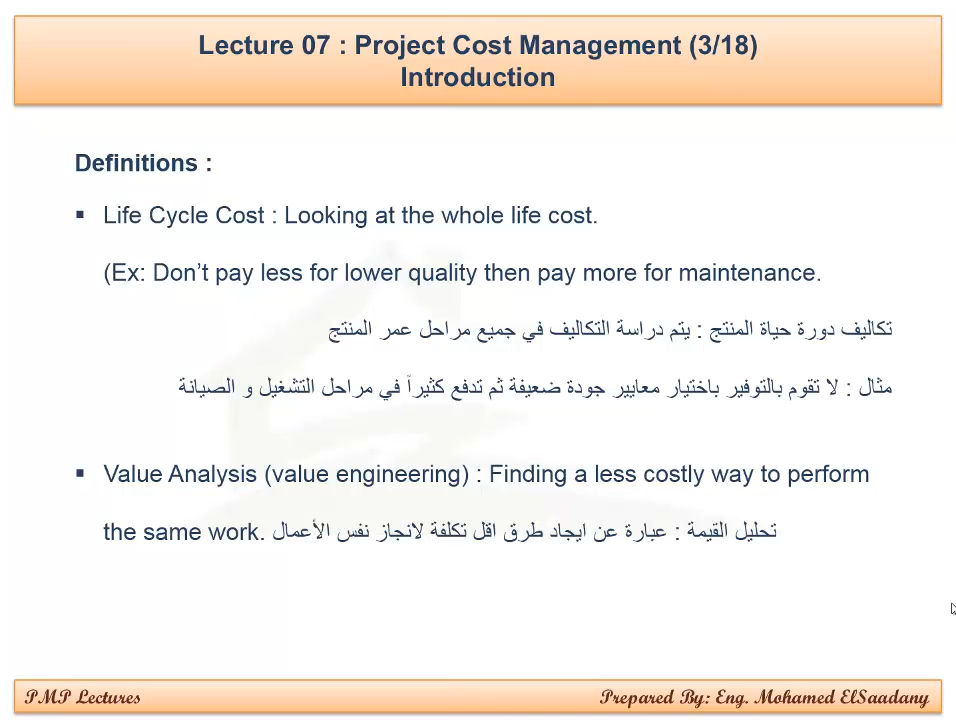 Lecture 07 : Project Cost Management (3/18)
Introduction
Definitions :
▪ Life Cycle Cost : Looking at the whole life cost.
(Ex: Don’t pay less for lower quality then pay more for maintenance.
تكاليف دورة حياة المنتج : يتم دراسة التكاليف في جميع مراحل عمر المنتج
مثال : لا تقوم بالتوفير باختيار معايير جودة ضعيفة ثم تدفع كثيراً في مراحل التشغيل و الصيانة
▪ Value Analysis (value engineering) : Finding a less costly way to perform
the same work. تحليل القيمة : عبارة عن ايجاد طرق اقل تكلفة لانجاز نفس الأعمال
PMP Lectures Prepared By: Eng. Mohamed ElSaadany